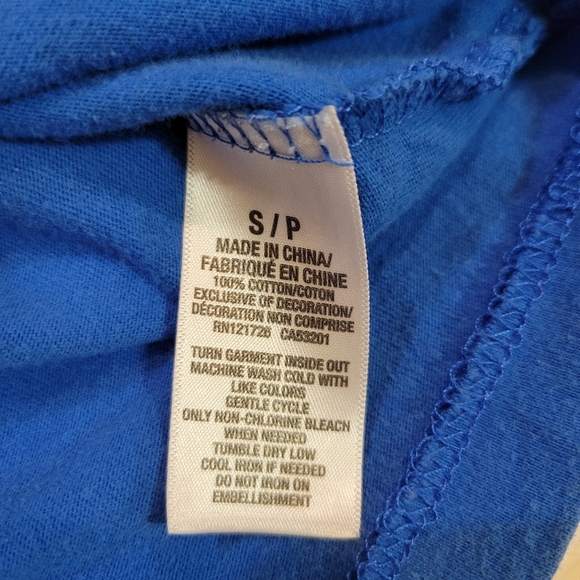 S / P
MADE IN CHINA/
FABRIQUÉ EN CHINE
100% COTTON/COTON
EXCLUSIVE OF DECORATION/
DÉCORATION NON COMPRISE
RN121726 CA53201
TURN GARMENT INSIDE OUT
MACHINE WASH COLD WITH
LIKE COLORS
GENTLE CYCLE
ONLY NON-CHLORINE BLEACH
WHEN NEEDED
TUMBLE DRY LOW
COOL IRON IF NEEDED
DO NOT IRON ON
EMBELLISHMENT